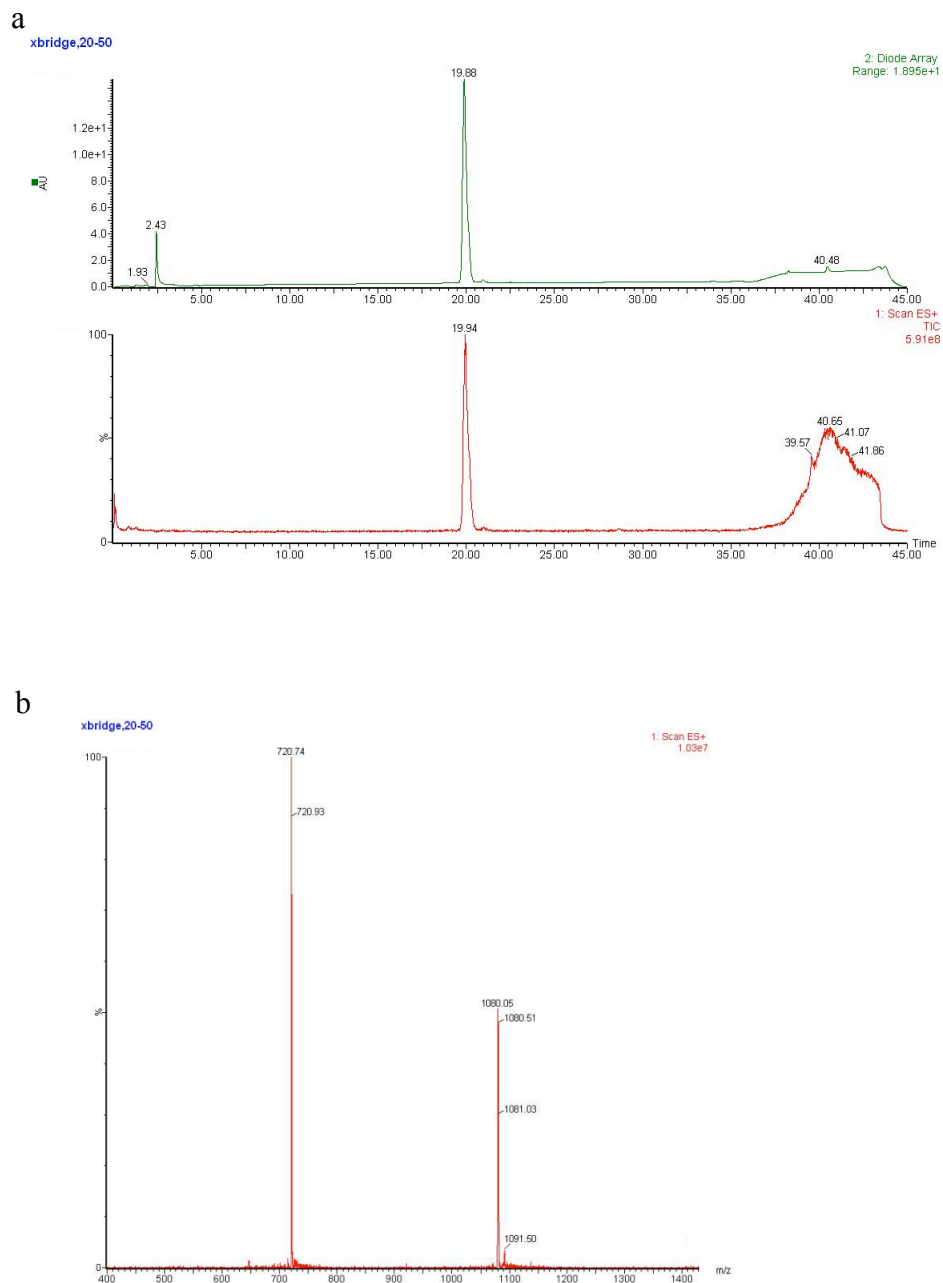 a
xbridge,20-50
2: Diode Array
Range: 1.895e+1
19.88
1.2e+1
1.0e+1
8.0
6.0
4.0
2.0
0.0
AU
2.43
1.93
40.48
5.00 10.00 15.00 20.00 25.00 30.00 35.00 40.00 45.00
1: Scan ES+
TIC
5.91e8
19.94
100
%
0
40.65
41.07
39.57
41.86
Time
5.00 10.00 15.00 20.00 25.00 30.00 35.00 40.00 45.00
b
xbridge,20-50
1: Scan ES+
1.03e7
720.74
100
720.93
%
1080.05
1080.51
1081.03
1091.50
0
m/z
400 500 600 700 800 900 1000 1100 1200 1300 1400